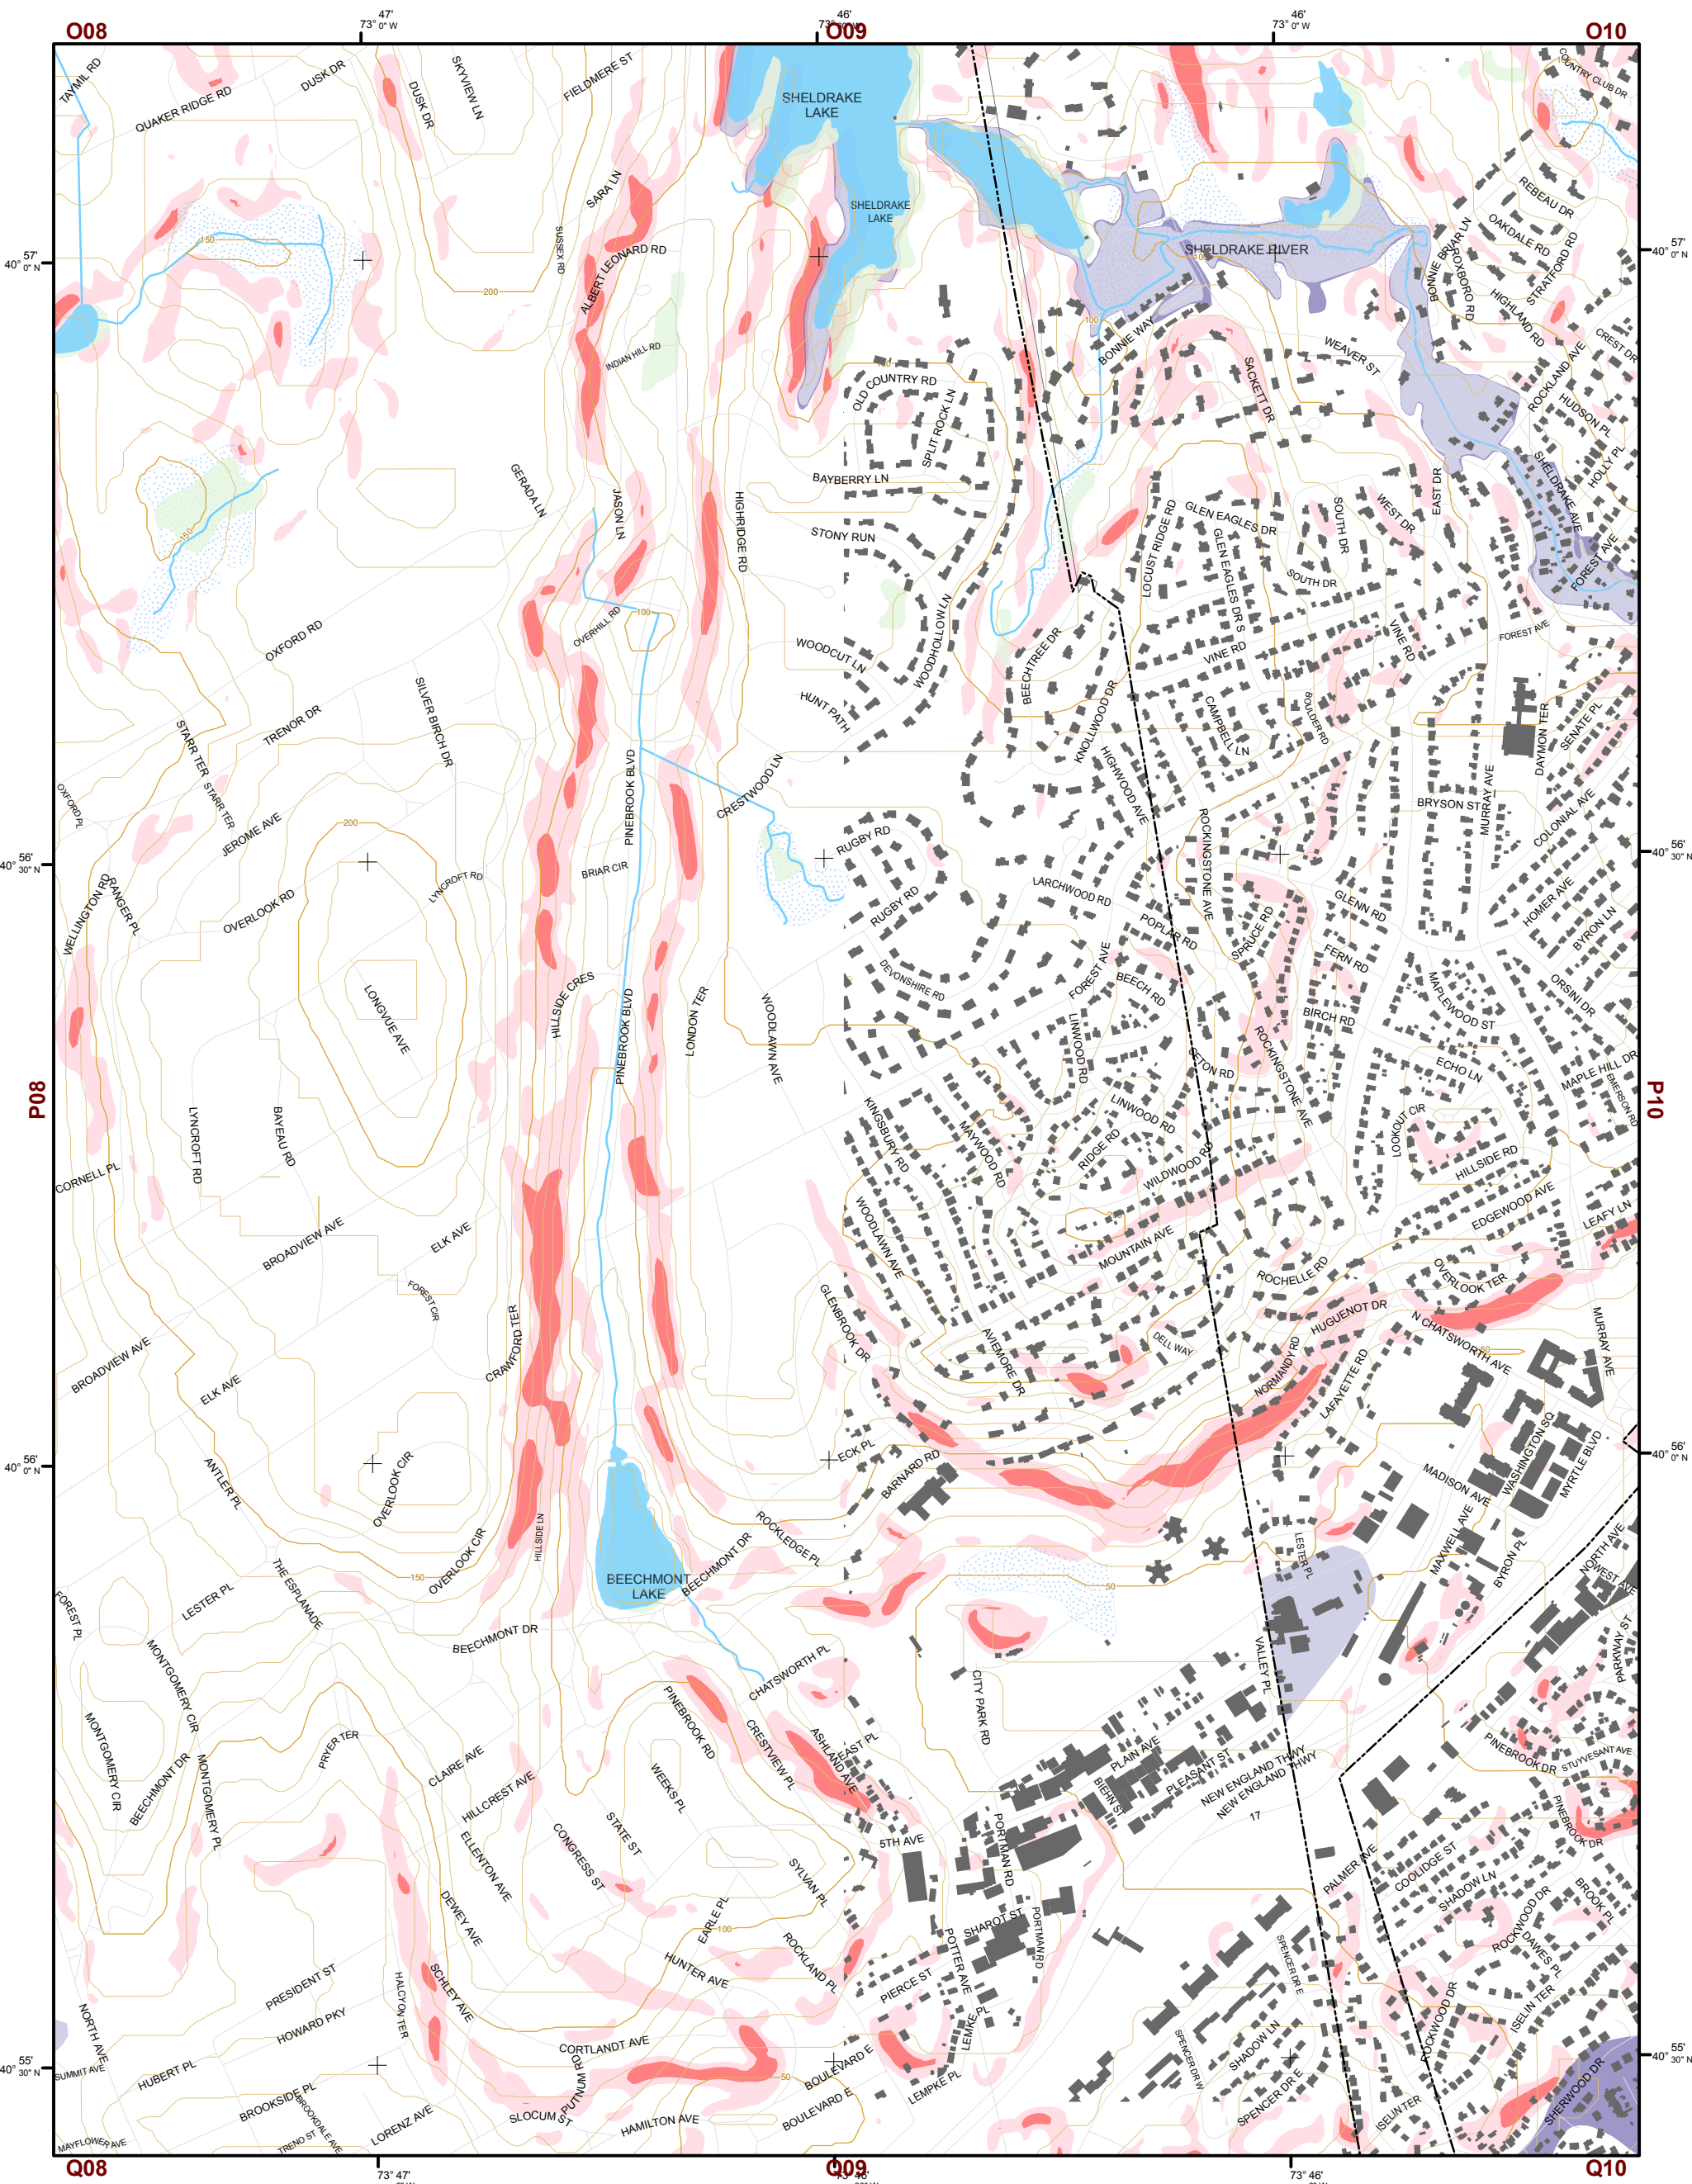 47'
73° 0" W
46'
73°
46'
73° 0" W
O08
O09
O10
TAYMIL RD
QUAKER RIDGE RD
DUSK DR
DUSK DR
SKYVIEW LN
FIELDMERE ST
SHELDRAKE
LAKE
COUNTRY CLUB DR
SARA LN
SHELDRAKE
LAKE
REBEAU DR
OAKDALE RD
STRATFORD RD
BONNIE BRIAR LN
ROXBORO RD
HIGHLAND RD
SUSSEX RD
ALBERT LEONARD RD
SHELDRAKE RIVER
150
200
100
100
40° 57'
0" N
40° 57'
0" N
INDIAN HILL RD
BONNIE WAY
WEAVER ST
SACKETT DR
CREST DR
ROCKLAND AVE
HUDSON PL
HOLLY PL
OLD COUNTRY RD
SPLIT ROCK LN
BAYBERRY LN
STONY RUN
GERADA LN
JASON LN
HIGHRIDGE RD
150
LOCUST RIDGE RD
GLEN EAGLES DR
GLEN EAGLES DR S
SOUTH DR
SOUTH DR
WEST DR
EAST DR
SHELDRAKE AVE
FOREST AVE
FOREST AVE
OVERHILL RD
100
OXFORD RD
WOODCUT LN
WOODHOLLOW LN
HUNT PATH
BEECHTREE DR
KNOLLWOOD DR
VINE RD
VINE RD
CAMPBELL LN
BOULDER RD
DAYMON TER
SENATE PL
STARR TER
STARR TER
TRENOR DR
SILVER BIRCH DR
OXFORD PL
JEROME AVE
200
PINEBROOK BLVD
CRESTWOOD LN
HIGHWOOD AVE
BRYSON ST
MURRAY AVE
COLONIAL AVE
RUGBY RD
RUGBY RD
ROCKINGSTONE AVE
40° 56'
30" N
40° 56'
30" N
WELLINGTON RD
RANGER PL
OVERLOOK RD
LYNCROFT RD
BRIAR CIR
LARCHWOOD RD
POPLAR RD
SPRUCE RD
GLENN RD
HOMER AVE
BYRON LN
FERN RD
DEVONSHIRE RD
FOREST AVE
BEECH RD
MAPLEWOOD ST
ORSINI DR
LONGVUE AVE
HILLSIDE CRES
PINEBROOK BLVD
LONDON TER
WOODLAWN AVE
LINWOOD RD
BIRCH RD
ROCKINGSTONE AVE
SETON RD
ECHO LN
MAPLE HILL DR
EMERSON RD
P08
P10
LYNCROFT RD
BAYEAU RD
KINGSBURY RD
MAYWOOD RD
LINWOOD RD
RIDGE RD
WILDWOOD RD
LOOKOUT CIR
HILLSIDE RD
EDGEWOOD AVE
LEAFY LN
CORNELL PL
BROADVIEW AVE
ELK AVE
WOODLAWN AVE
MOUNTAIN AVE
ROCHELLE RD
OVERLOOK TER
FOREST CIR
GLENBROOK DR
HUGUENOT DR
N CHATSWORTH AVE
MURRAY AVE
CRAWFORD TER
AVIEMORE DR
DELL WAY
NORMANDY RD
LAFAYETTE RD
BROADVIEW AVE
ELK AVE
ECK PL
BARNARD RD
WASHINGTON SQ
MYRTLE BLVD
MADISON AVE
40° 56'
0" N
40° 56'
0" N
ANTLER PL
OVERLOOK CIR
OVERLOOK CIR
HILLSIDE LN
ROCKLEDGE PL
BEECHMONT DR
BEECHMONT
LAKE
150
50
LESTER PL
MAXWELL AVE
BYRON PL
NORTH AVE
WEST AVE
FOREST PL
LESTER PL
THE ESPLANADE
BEECHMONT DR
PARKWAY ST
MONTGOMERY CIR
MONTGOMERY CIR
CHATSWORTH PL
CITY PARK RD
VALLEY PL
PINEBROOK RD
CRESTVIEW PL
ASHLAND AVE
EAST PL
BEECHMONT DR
MONTGOMERY PL
PRYER TER
CLAIRE AVE
HILLCREST AVE
WEEKS PL
PLAIN AVE
BIEHN ST
PLEASANT ST
NEW ENGLAND THWY
NEW ENGLAND THWY
17
PINEBROOK DR
STUYVESANT AVE
PINEBROOK DR
STATE ST
CONGRESS ST
ELLENTON AVE
5TH AVE
PORTMAN RD
PALMER AVE
COOLIDGE ST
SHADOW LN
BROOK PL
SYLVAN PL
EARLE PL
DEWEY AVE
100
SHAROT ST
PORTMAN RD
POTTER AVE
ROCKWOOD DR
DAWES PL
HUNTER AVE
ROCKLAND PL
PIERCE ST
SPENCER DR E
PRESIDENT ST
HOWARD PKY
HALCYON TER
SCHLEY AVE
LEMKE PL
ISELIN TER
ROCKWOOD DR
NORTH AVE
CORTLANDT AVE
BOULEVARD E
SHADOW LN
SPENCER DR W
40° 55'
30" N
40° 55'
30" N
SUMMIT AVE
HUBERT PL
PUTNUM RD
50
LEMPKE PL
SPENCER DR E
SHERWOOD DR
BROOKSIDE PL
BROOKDALE AVE
SLOCUM ST
HAMILTON AVE
BOULEVARD E
ISELIN TER
LORENZ AVE
TRENO ST
MAYFLOWER AVE
Q08
Q09
Q10
73° 47'
73° 46'